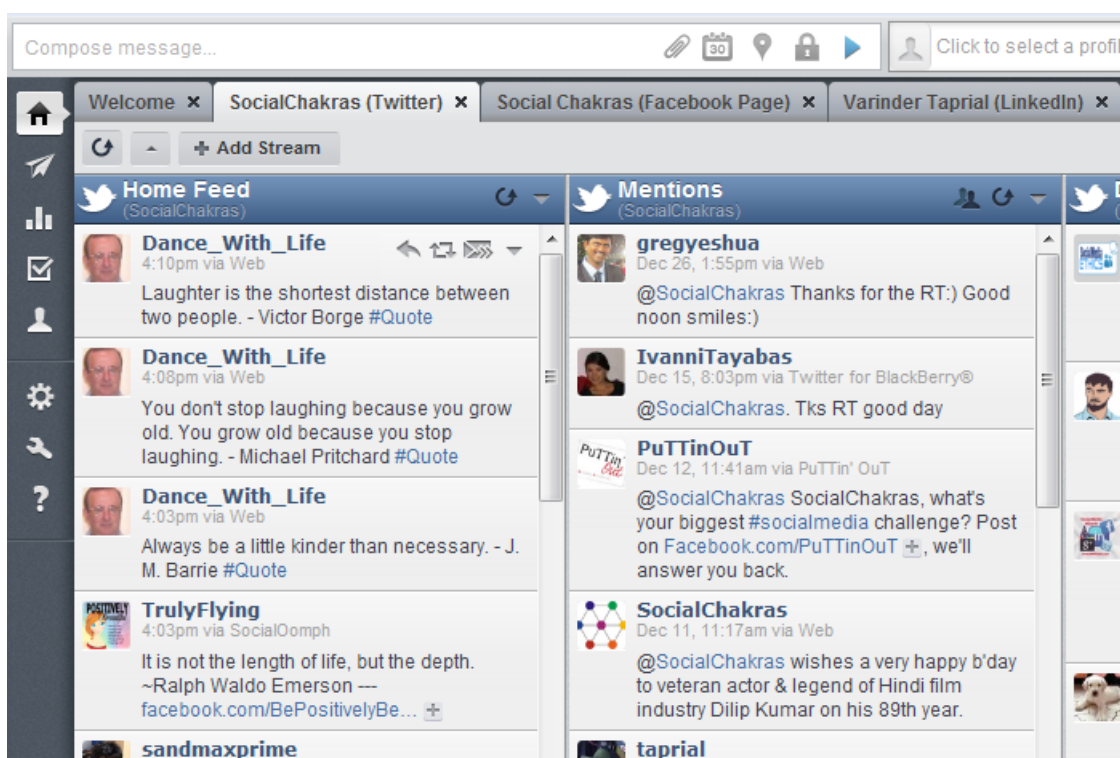 Compose message...
30
Click to select a profil
Welcome ×
SocialChakras (Twitter) ×
Social Chakras (Facebook Page) ×
Varinder Taprial (LinkedIn) ×
+ Add Stream
Home Feed
(SocialChakras)
Dance_With_Life
4:10pm via Web
Laughter is the shortest distance between
two people. - Victor Borge #Quote
Dance_With_Life
4:08pm via Web
You don't stop laughing because you grow
old. You grow old because you stop
laughing. - Michael Pritchard #Quote
Dance_With_Life
4:03pm via Web
Always be a little kinder than necessary. - J.
M. Barrie #Quote
POSITIVELY
TrulyFlying
4:03pm via SocialOomph
It is not the length of life, but the depth.
~Ralph Waldo Emerson ---
facebook.com/BePositivelyBe... +
sandmaxprime
Mentions
(SocialChakras)
gregyeshua
Dec 26, 1:55pm via Web
@SocialChakras Thanks for the RT:) Good
noon smiles:)
IvanniTayabas
Dec 15, 8:03pm via Twitter for BlackBerry®
@SocialChakras. Tks RT good day
PuTTin
Out
PuTTinOuT
Dec 12, 11:41am via PuTTin' OuT
@SocialChakras SocialChakras, what's
your biggest #socialmedia challenge? Post
on Facebook.com/PuTTinOuT +, we'll
answer you back.
SocialChakras
Dec 11, 11:17am via Web
@SocialChakras wishes a very happy b'day
to veteran actor & legend of Hindi film
industry Dilip Kumar on his 89th year.
taprial